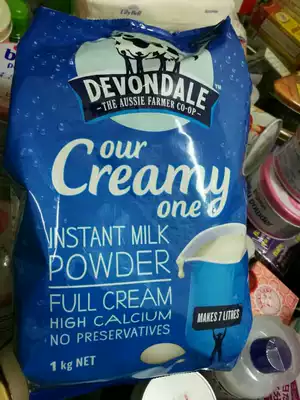 DEVONDALE™
- THE AUSSIE FARMER CO-OP -
our
Creamy
one
INSTANT MILK
POWDER
FULL CREAM
HIGH CALCIUM
NO PRESERVATIVES
1 kg NET
MAKES 7 LITRES